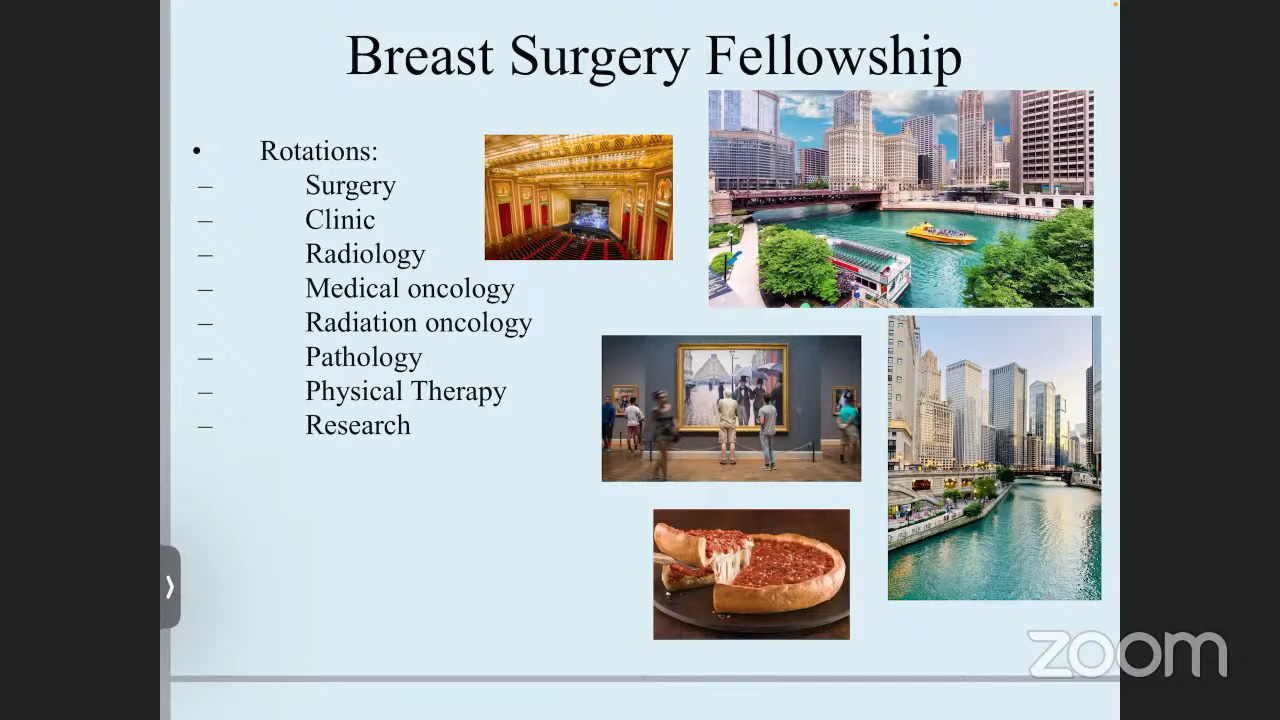 Breast Surgery Fellowship
• Rotations:
– Surgery
– Clinic
– Radiology
– Medical oncology
– Radiation oncology
– Pathology
– Physical Therapy
– Research
zoom